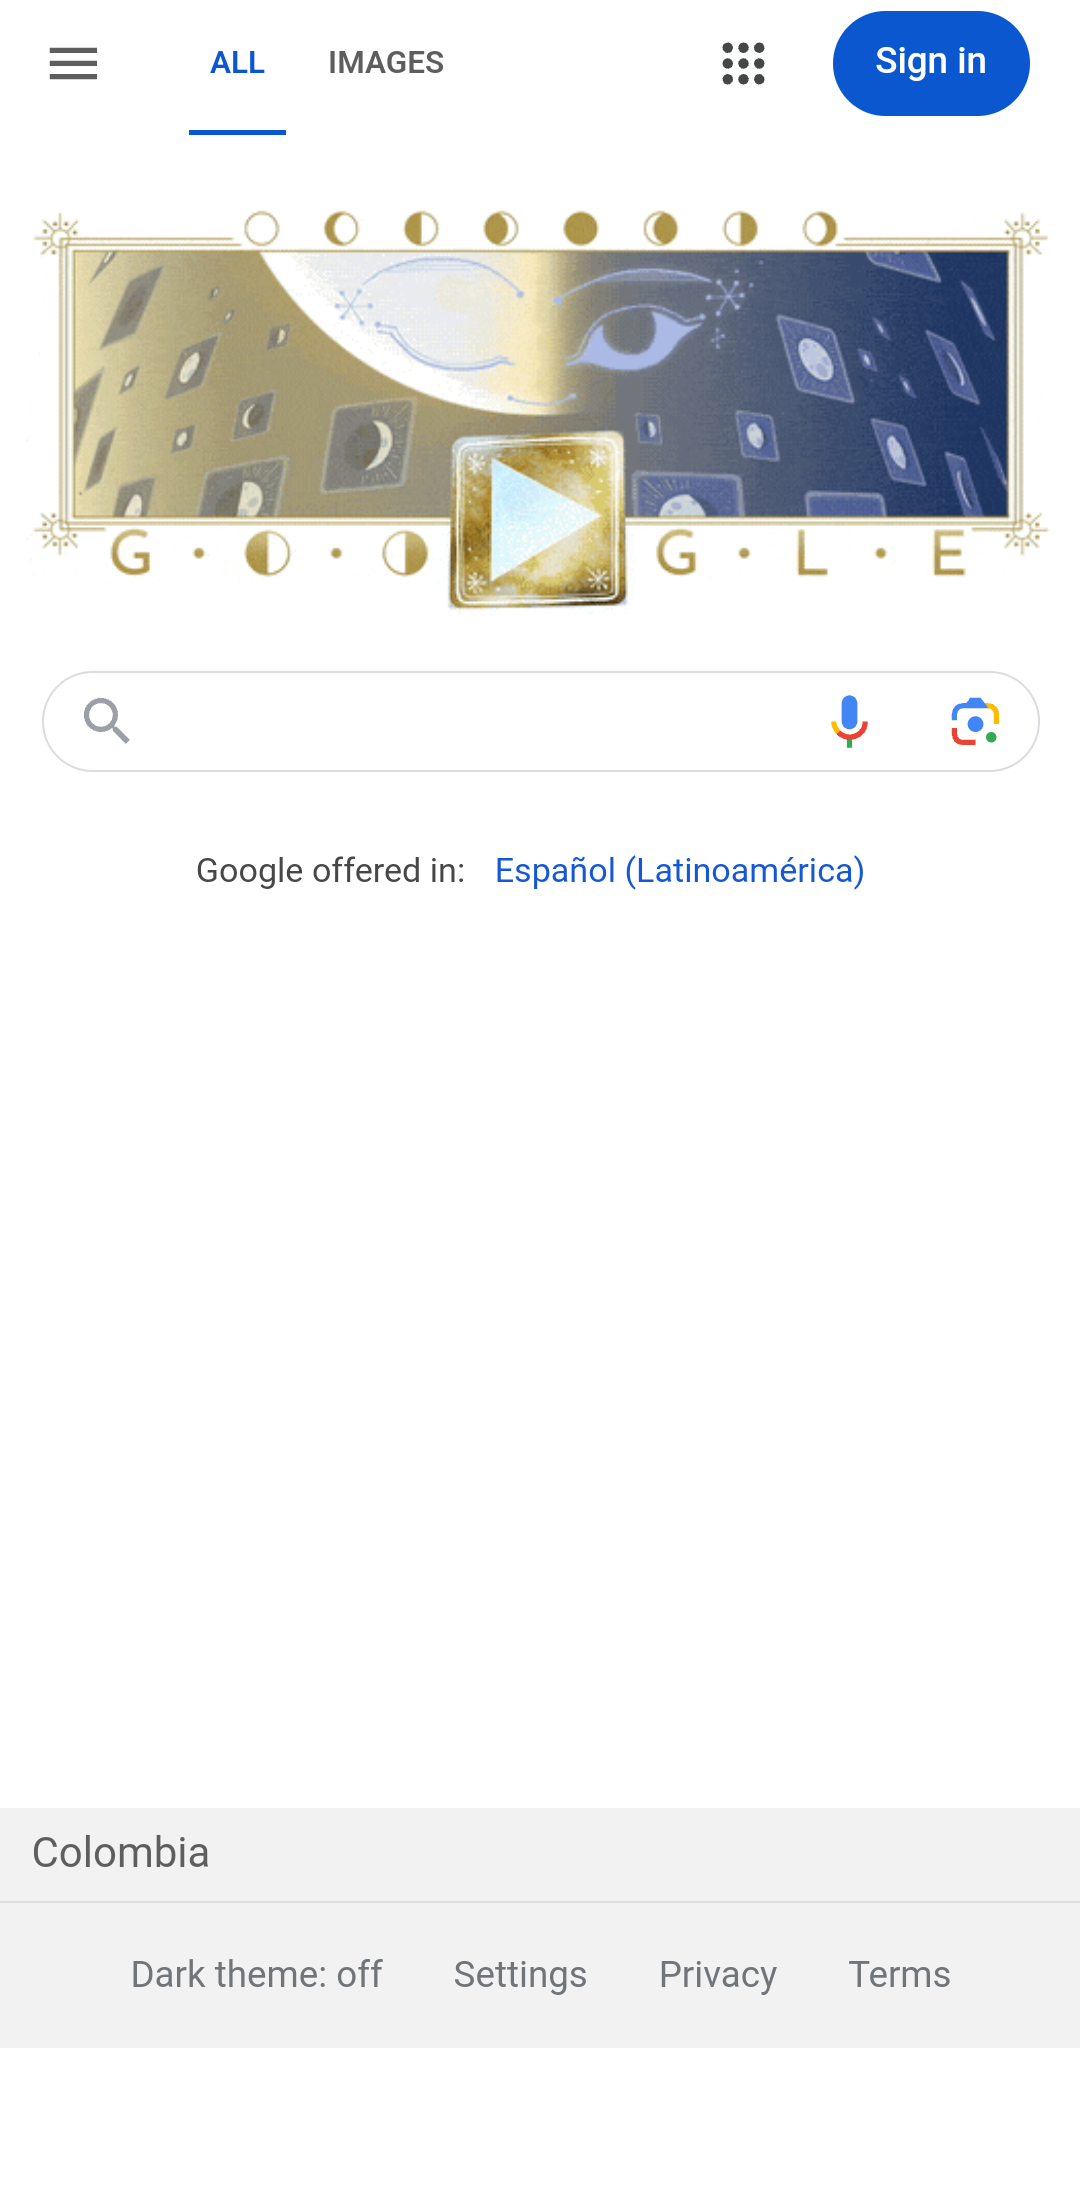 ALL IMAGES Sign in
G · · G · L · E
Google offered in: Español (Latinoamérica)
Colombia
Dark theme: off Settings Privacy Terms